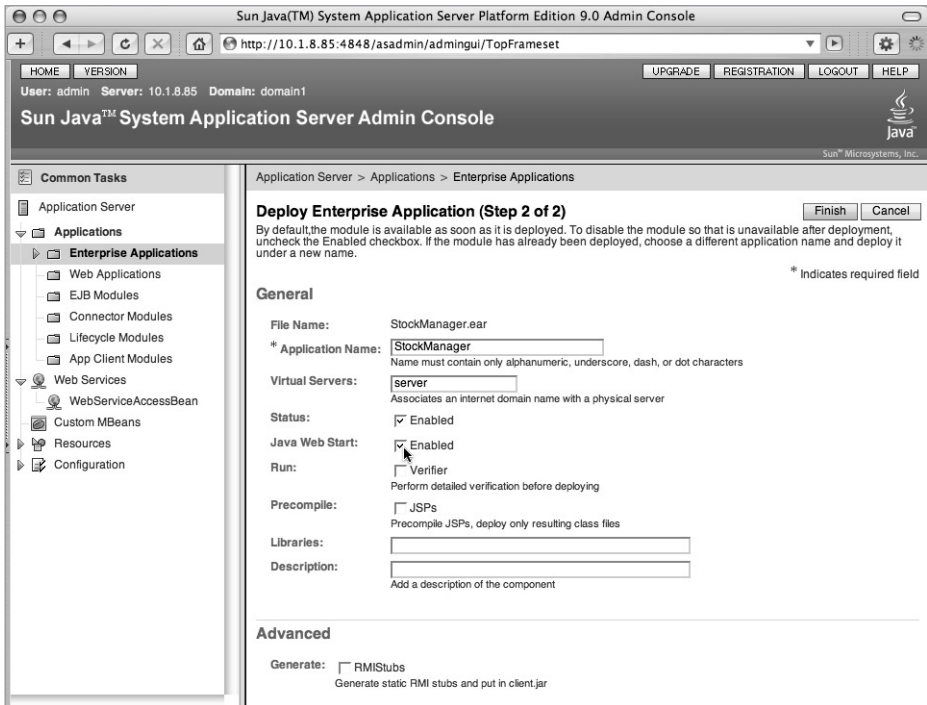 Sun Java(TM) System Application Server Platform Edition 9.0 Admin Console
http://10.1.8.85:4848/asadmin/admingui/TopFrameset
HOME VERSION UPGRADE REGISTRATION LOGOUT HELP
User: admin Server: 10.1.8.85 Domain: domain1
Sun Java™ System Application Server Admin Console
Java™
Sun™ Microsystems, Inc.
Common Tasks
Application Server
Applications
Enterprise Applications
Web Applications
EJB Modules
Connector Modules
Lifecycle Modules
App Client Modules
Web Services
WebServiceAccessBean
Custom MBeans
Resources
Configuration
Application Server > Applications > Enterprise Applications
Deploy Enterprise Application (Step 2 of 2)
Finish Cancel
By default,the module is available as soon as it is deployed. To disable the module so that is unavailable after deployment,
uncheck the Enabled checkbox. If the module has already been deployed, choose a different application name and deploy it
under a new name.
* Indicates required field
General
File Name: StockManager.ear
* Application Name: StockManager
Name must contain only alphanumeric, underscore, dash, or dot characters
Virtual Servers: server
Associates an internet domain name with a physical server
Status: Enabled
Java Web Start: Enabled
Run: Verifier
Perform detailed verification before deploying
Precompile: JSPs
Precompile JSPs, deploy only resulting class files
Libraries:
Description:
Add a description of the component
Advanced
Generate: RMIStubs
Generate static RMI stubs and put in client.jar